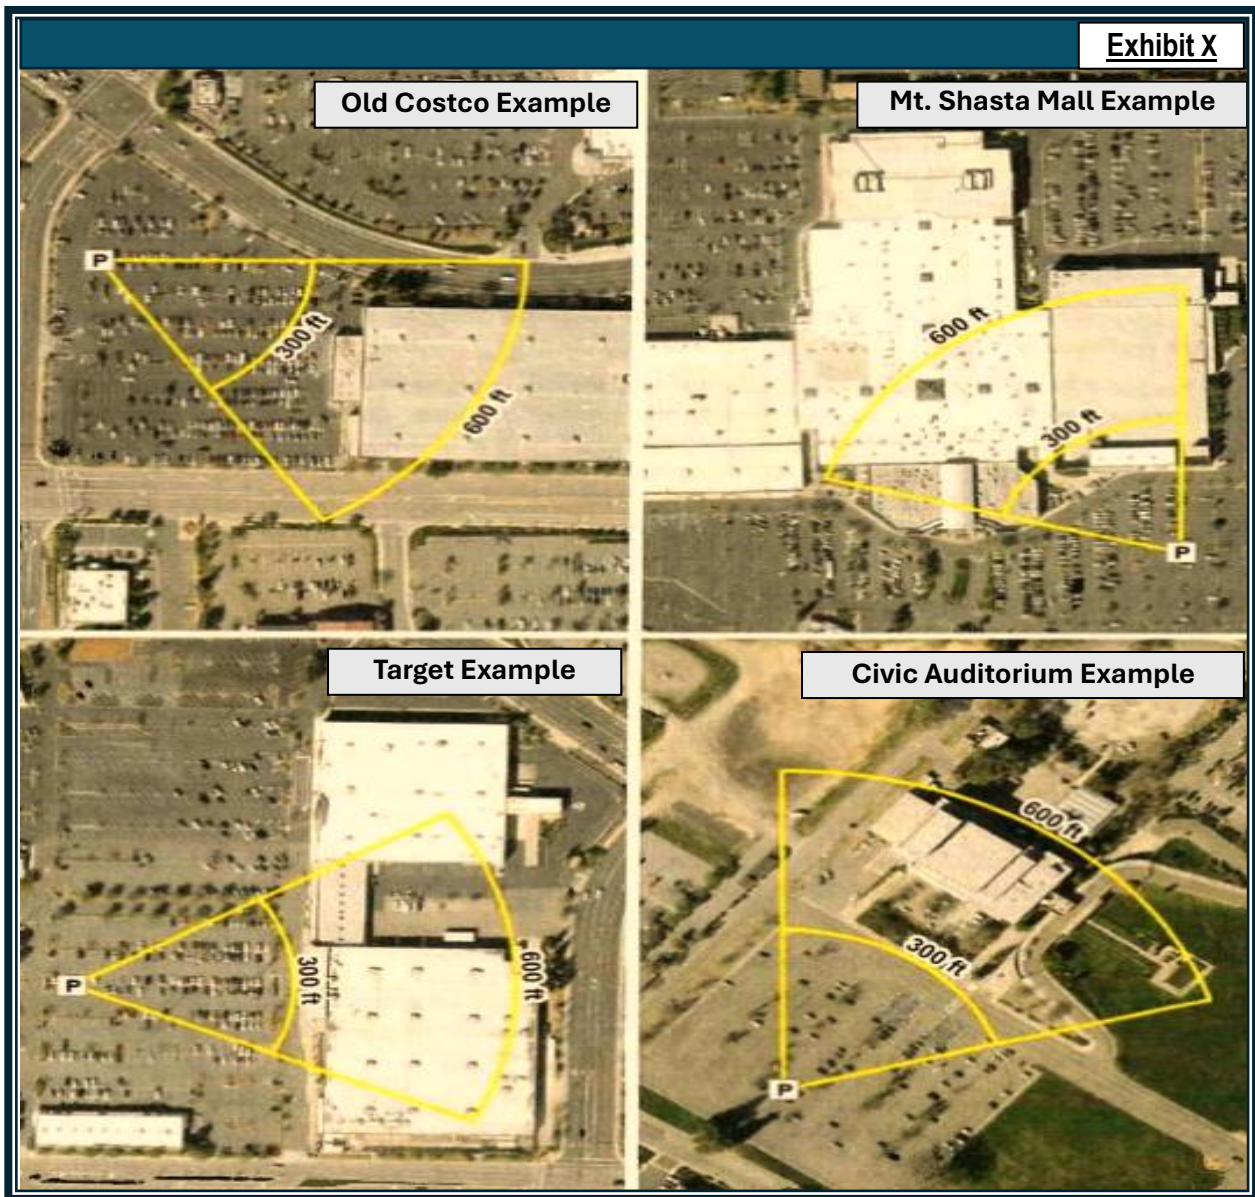 Exhibit X
Old Costco Example
P
300 ft
600 ft
Mt. Shasta Mall Example
600 ft
300 ft
P
Target Example
P
300 ft
600 ft
Civic Auditorium Example
600 ft
300 ft
P